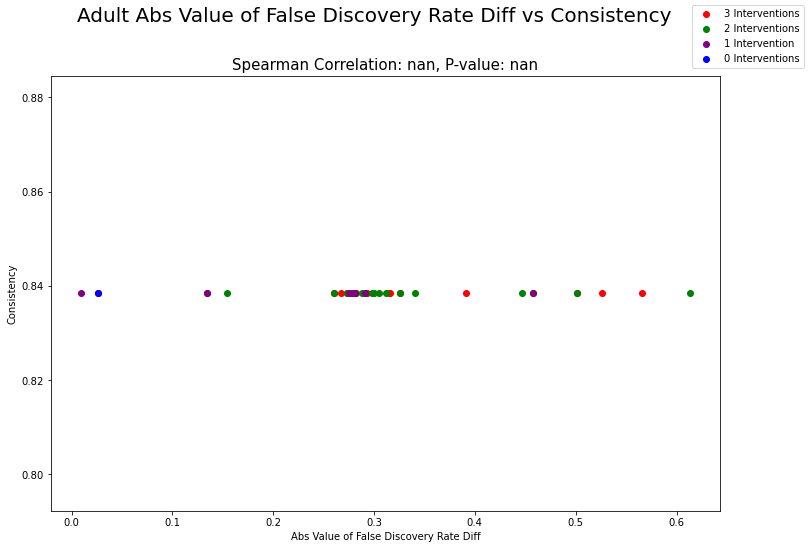 Adult Abs Value of False Discovery Rate Diff vs Consistency
3 Interventions
2 Interventions
1 Intervention
0 Interventions
Spearman Correlation: nan, P-value: nan
0.88
0.86
0.84
0.82
0.80
Consistency
0.0 0.1 0.2 0.3 0.4 0.5 0.6
Abs Value of False Discovery Rate Diff